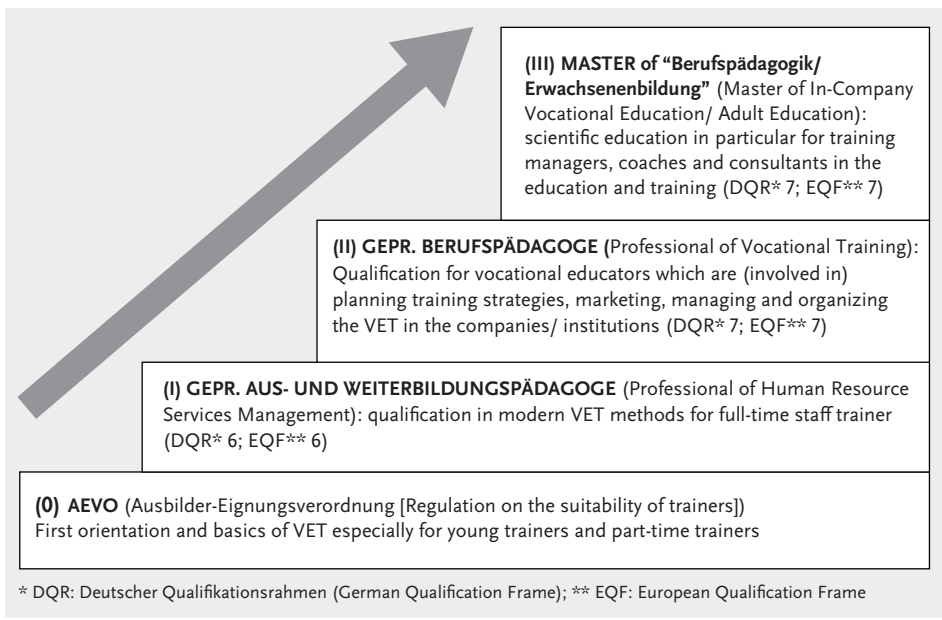 (III) MASTER of “Berufspädagogik/
Erwachsenenbildung” (Master of In-Company
Vocational Education/ Adult Education):
scientific education in particular for training
managers, coaches and consultants in the
education and training (DQR* 7; EQF** 7)
(II) GEPR. BERUFSPÄDAGOGE (Professional of Vocational Training):
Qualification for vocational educators which are (involved in)
planning training strategies, marketing, managing and organizing
the VET in the companies/ institutions (DQR* 7; EQF** 7)
(I) GEPR. AUS- UND WEITERBILDUNGSPÄDAGOGE (Professional of Human Resource
Services Management): qualification in modern VET methods for full-time staff trainer
(DQR* 6; EQF** 6)
(0) AEVO (Ausbilder-Eignungsverordnung [Regulation on the suitability of trainers])
First orientation and basics of VET especially for young trainers and part-time trainers
* DQR: Deutscher Qualifikationsrahmen (German Qualification Frame); ** EQF: European Qualification Frame